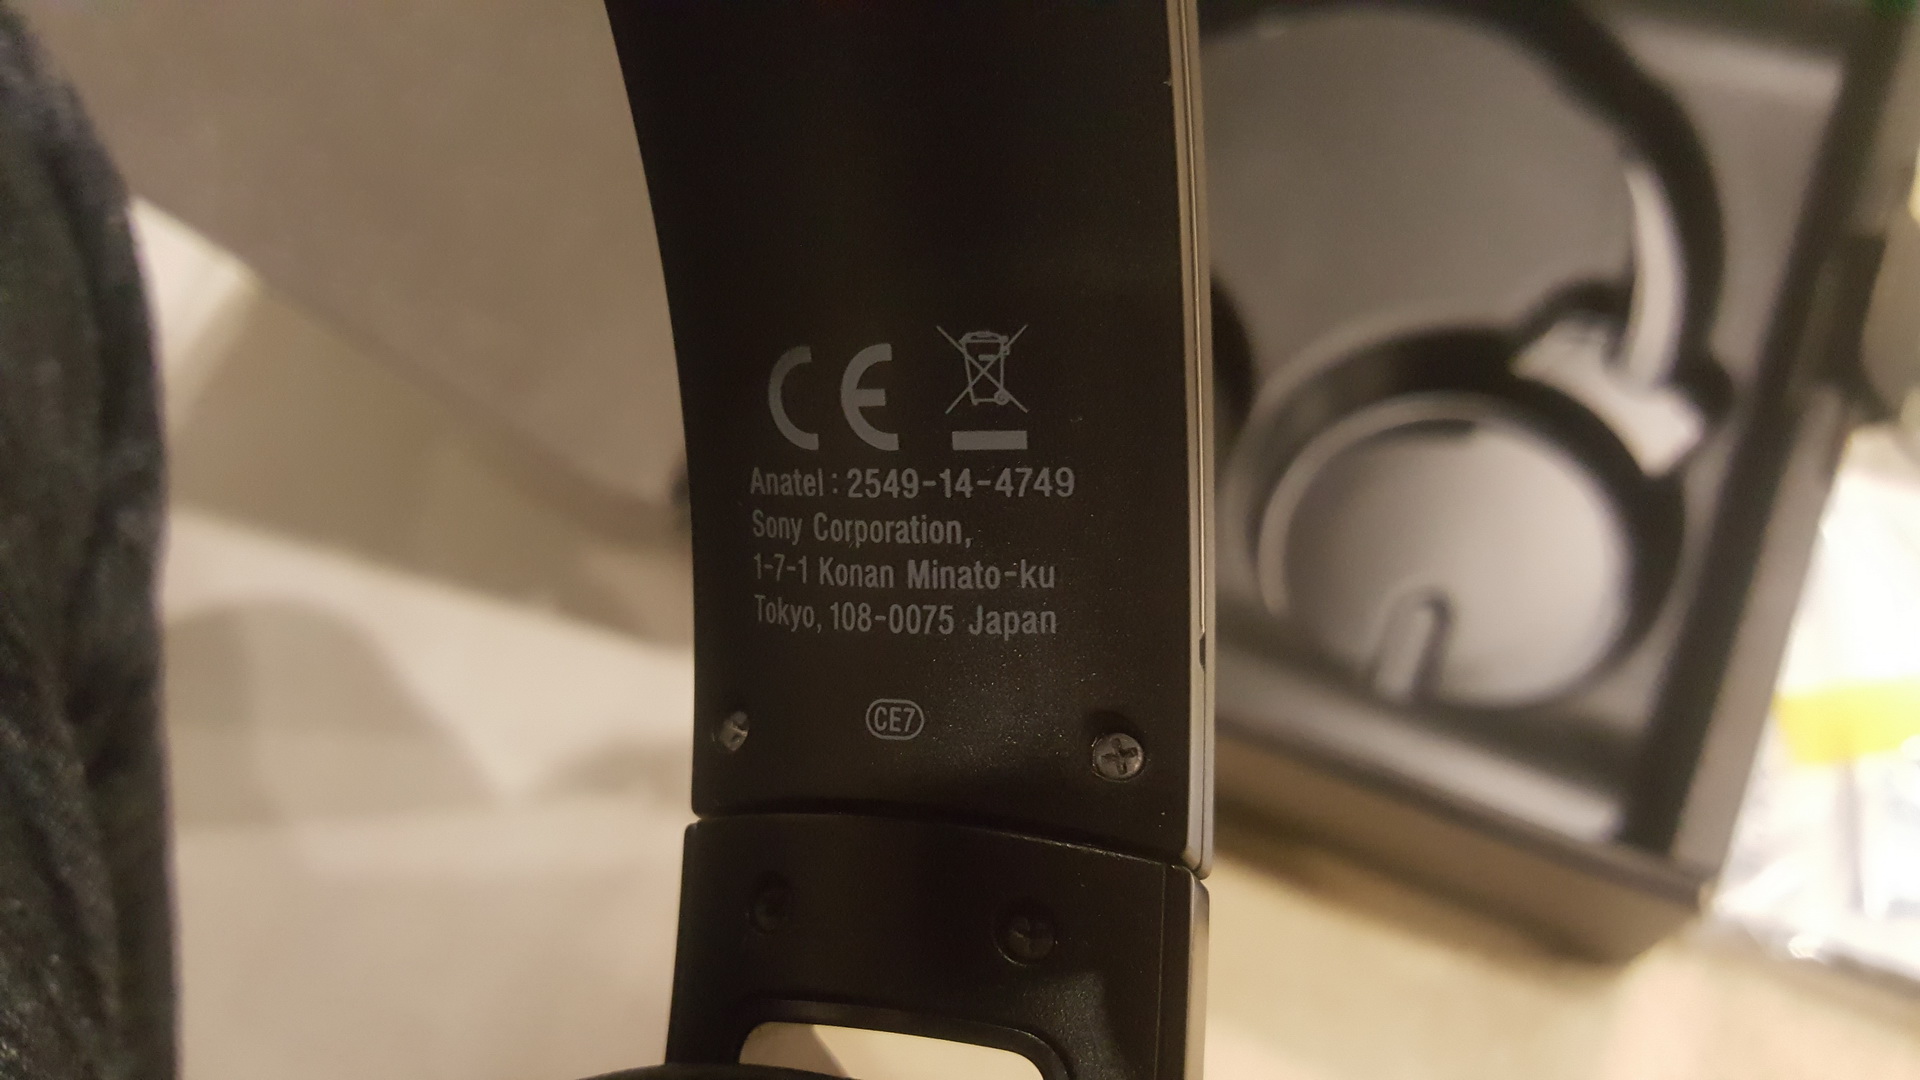 CE
Anatel : 2549-14-4749
Sony Corporation,
1-7-1 Konan Minato-ku
Tokyo, 108-0075 Japan
CE7